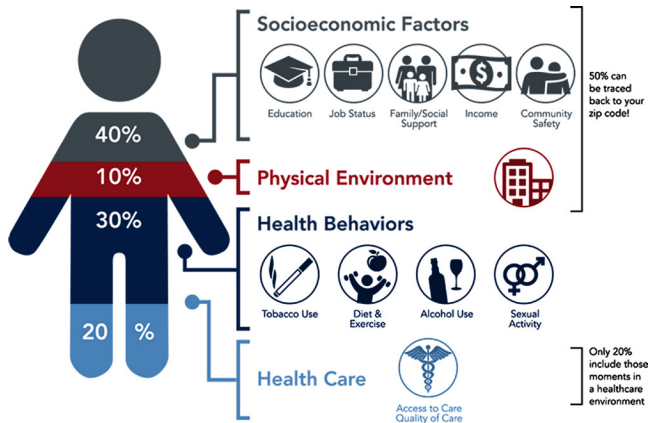 Socioeconomic Factors
Education
Job Status
Family/Social
Support
Income
Community
Safety
50% can
be traced
back to your
zip code!
40%
10%
Physical Environment
30%
Health Behaviors
Tobacco Use
Diet &
Exercise
Alcohol Use
Sexual
Activity
20 %
Health Care
Access to Care
Quality of Care
Only 20%
include those
moments in
a healthcare
environment